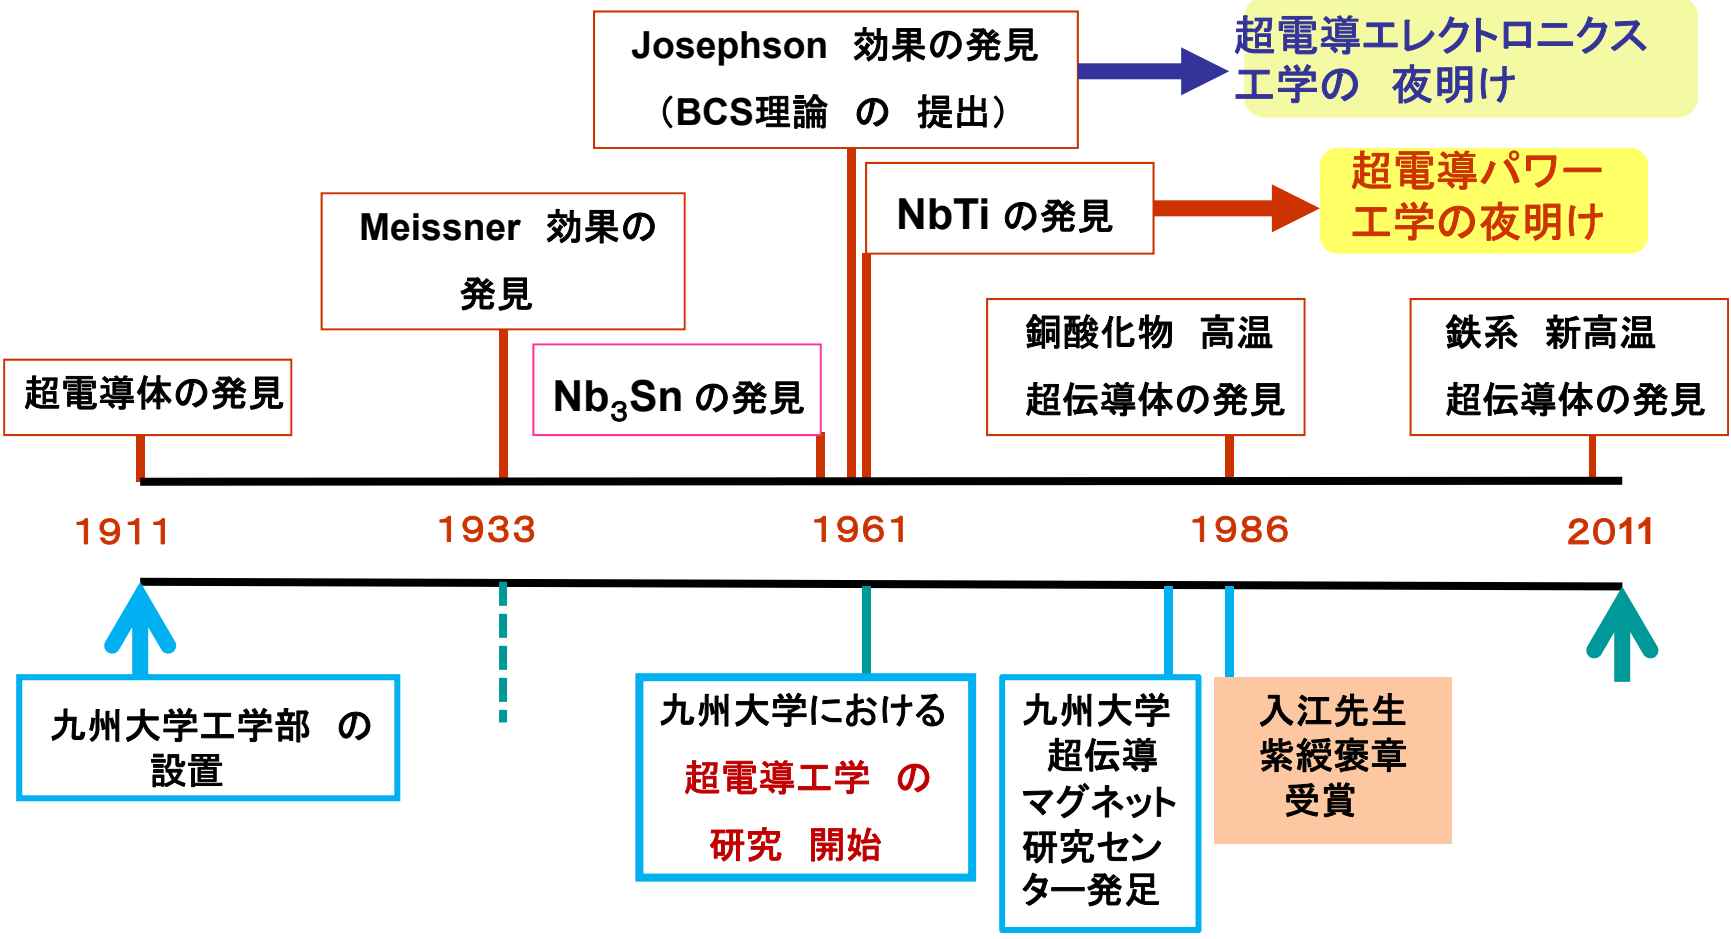 Josephson 効果の発見
（BCS理論 の 提出）
超電導エレクトロニクス
工学の 夜明け
NbTi の発見
超電導パワー
工学の夜明け
Meissner 効果の
発見
Nb₃Sn の発見
超電導体の発見
銅酸化物 高温
超伝導体の発見
鉄系 新高温
超伝導体の発見
1911
1933
1961
1986
2011
九州大学工学部 の
設置
九州大学における
超電導工学 の
研究 開始
九州大学
超伝導
マグネット
研究セン
ター発足
入江先生
紫綬褒章
受賞